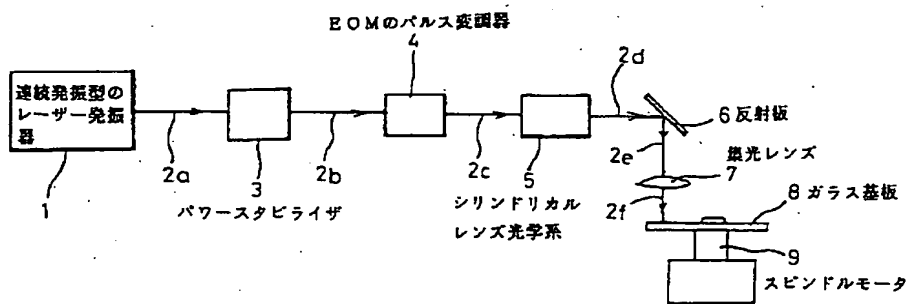 EOMのパルス変調器
4
連続発振型の
レーザー発振
器
1
2a
3
パワースタビライザ
2b
2c
5
シリンドリカル
レンズ光学系
2d
6 反射板
2e
集光レンズ
7
2f
8 ガラス基板
9
スピンドルモータ